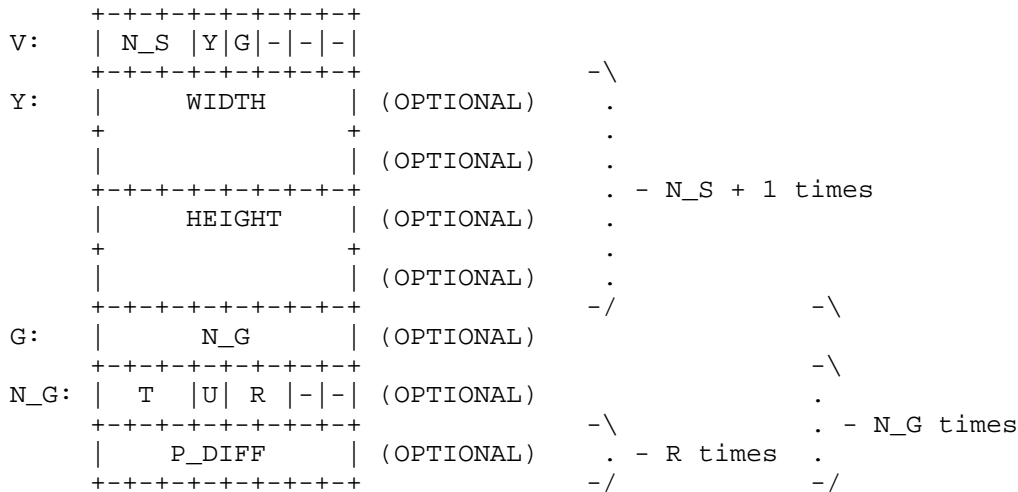 +-+-+-+-+-+-+-+-+
V:   | N_S |Y|G|-|-|-|
     +-+-+-+-+-+-+-+-+              -\
Y:   |     WIDTH     | (OPTIONAL)    .
     +               +               .
     |               | (OPTIONAL)    .
     +-+-+-+-+-+-+-+-+               . - N_S + 1 times
     |     HEIGHT    | (OPTIONAL)    .
     +               +               .
     |               | (OPTIONAL)    .
     +-+-+-+-+-+-+-+-+              -/            -\
G:   |      N_G      | (OPTIONAL)
     +-+-+-+-+-+-+-+-+                            -\
N_G: |  T  |U| R |-|-| (OPTIONAL)                 .
     +-+-+-+-+-+-+-+-+              -\            . - N_G times
     |    P_DIFF     | (OPTIONAL)    . - R times  .
     +-+-+-+-+-+-+-+-+              -/            -/